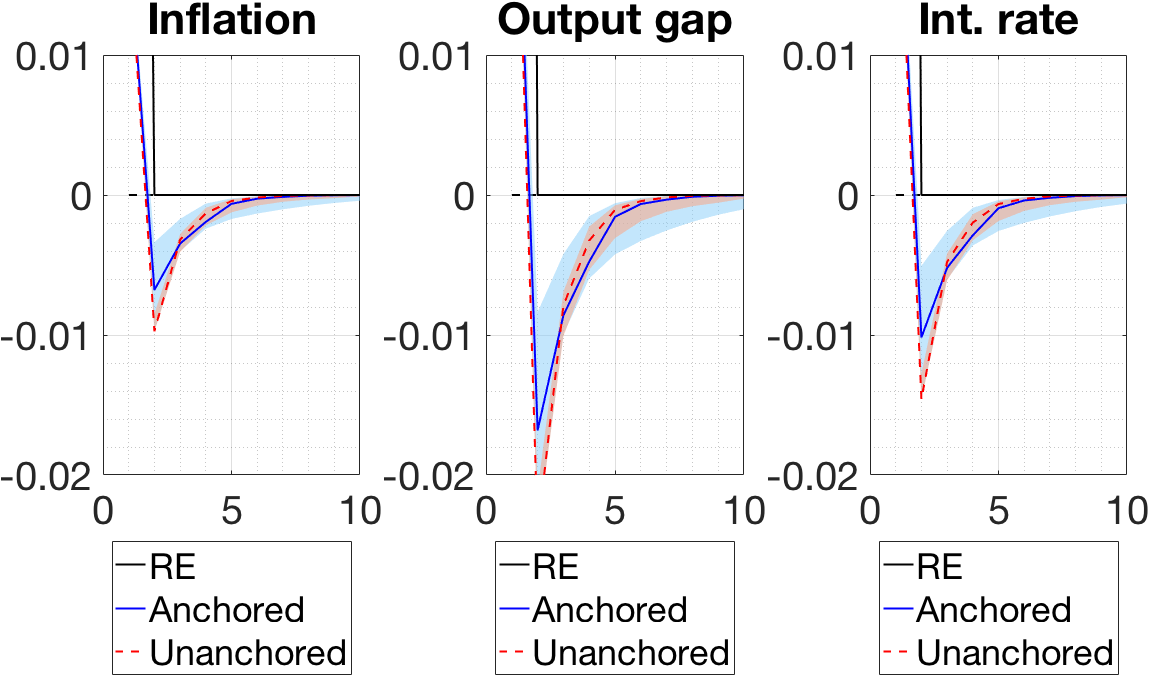 Inflation
0.01
0
-0.01
-0.02
0 5 10
RE
Anchored
Unanchored
Output gap
0.01
0
-0.01
-0.02
0 5 10
RE
Anchored
Unanchored
Int. rate
0.01
0
-0.01
-0.02
0 5 10
RE
Anchored
Unanchored